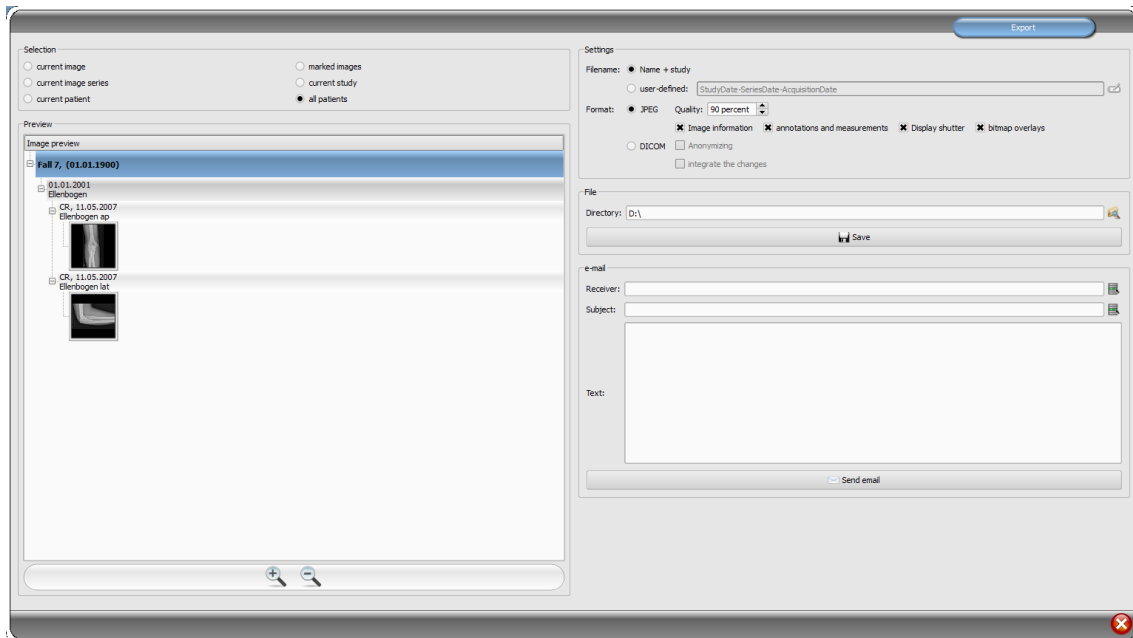 Export
Selection
current image
marked images
current image series
current study
current patient
all patients
Preview
Image preview
Fall 7, (01.01.1900)
01.01.2001
Ellenbogen
CR, 11.05.2007
Ellenbogen ap
CR, 11.05.2007
Ellenbogen lat
Settings
Filename: Name + study
user-defined: StudyDate-SeriesDate-AcquisitionDate
Format: JPEG Quality: 90 percent
Image information annotations and measurements Display shutter bitmap overlays
DICOM Anonymizing
integrate the changes
File
Directory: D:\
Save
e-mail
Receiver:
Subject:
Text:
Send email